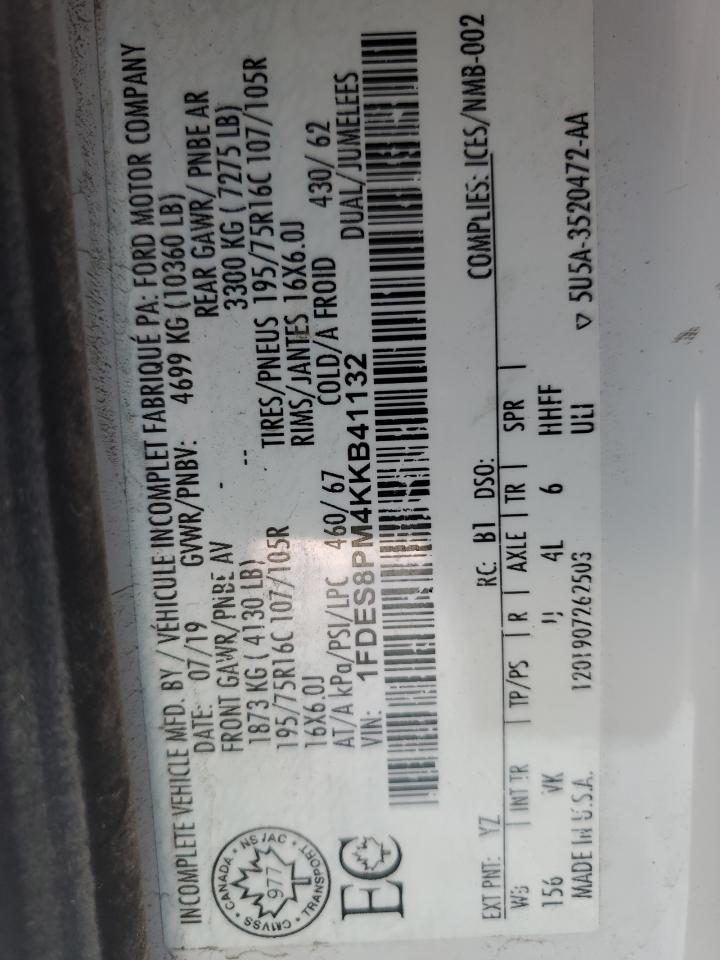 INCOMPLETE VEHICLE MFD. BY / VÉHICULE INCOMPLET FABRIQUÉ PA: FORD MOTOR COMPANY
DATE: 07/19 GVWR/PNBV: 4699 KG (10360 LB)
FRONT GAWR/PNBE AV - REAR GAWR/ PNBE AR
1873 KG ( 4130 LB) -- 3300 KG ( 7275 LB)
195/75R16C 107/105R TIRES/PNEUS 195/75R16C 107/105R
16X6.0J RIMS/JANTES 16X6.0J
AT/A kPa/PSI/LPC 460/ 67 COLD/A FROID 430/ 62
VIN: 1FDES8PM4KKB41132 DUAL/JUMELEES
CANADA • NS / AC • TRANSPORT • CMVSS •
977
EC
COMPLIES: ICES/NMB-002
EXT PNT: YZ RC: B1 DSO:
WB | INT TR | TP/PS | R | AXLE | TR | SPR |
156 VK 4L 6 HHFF
MADE IN U.S.A. 1201907262503 ULI ▽ 5U5A-3520472-AA